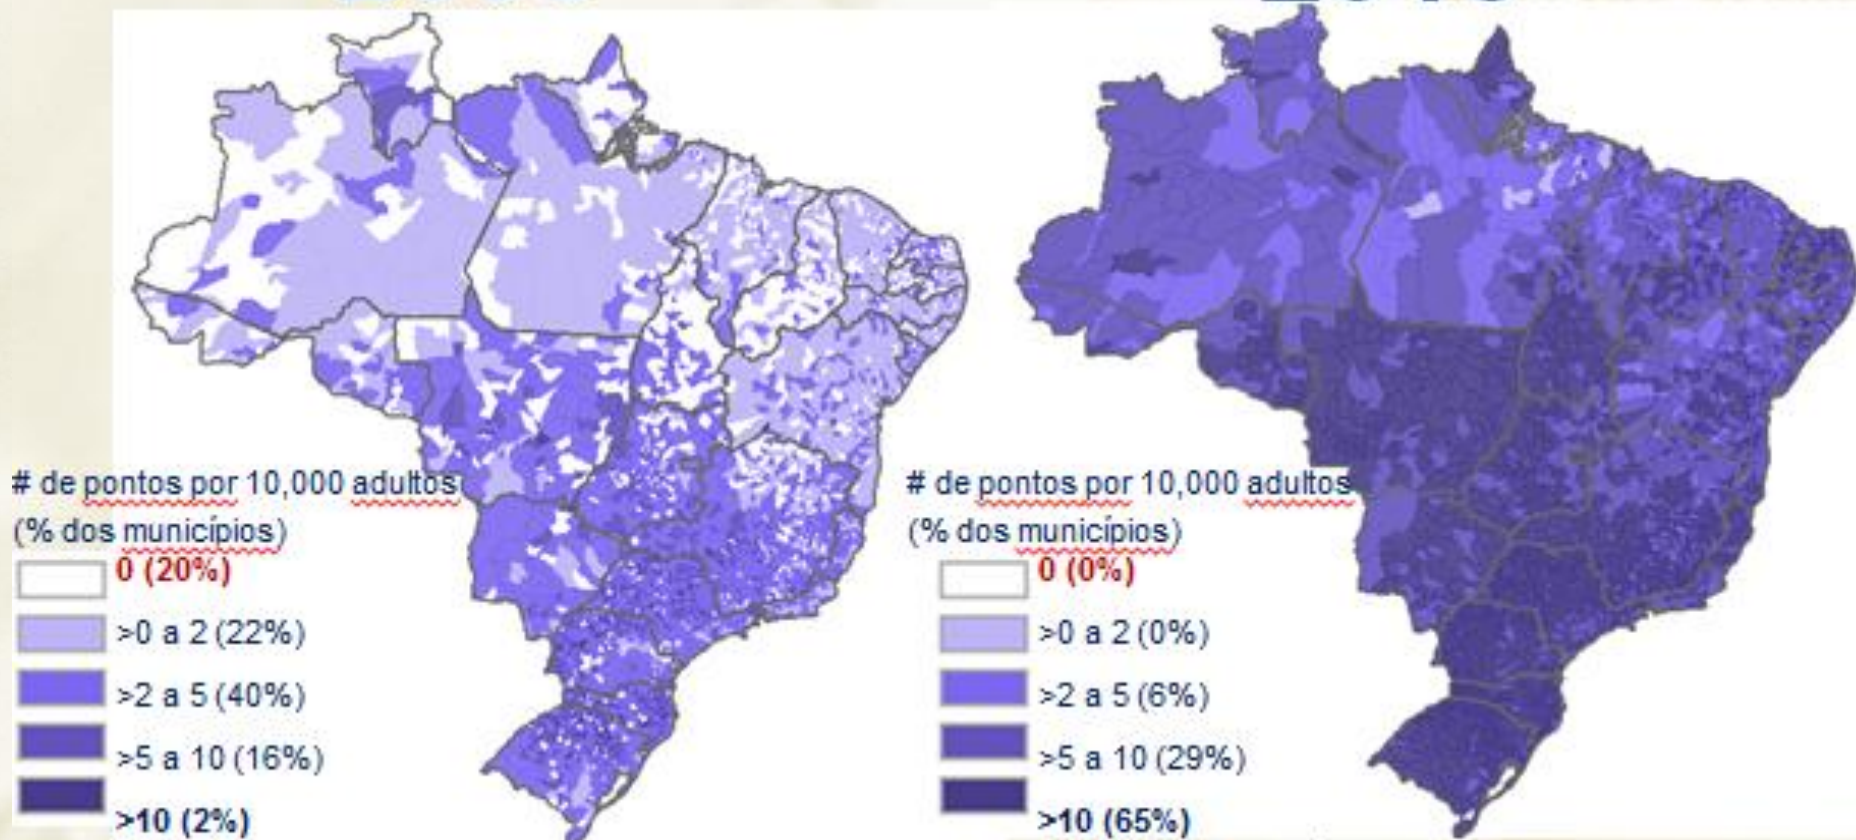 # de pontos por 10,000 adultos
(% dos municípios)
0 (20%)
>0 a 2 (22%)
>2 a 5 (40%)
>5 a 10 (16%)
>10 (2%)
# de pontos por 10,000 adultos
(% dos municípios)
0 (0%)
>0 a 2 (0%)
>2 a 5 (6%)
>5 a 10 (29%)
>10 (65%)